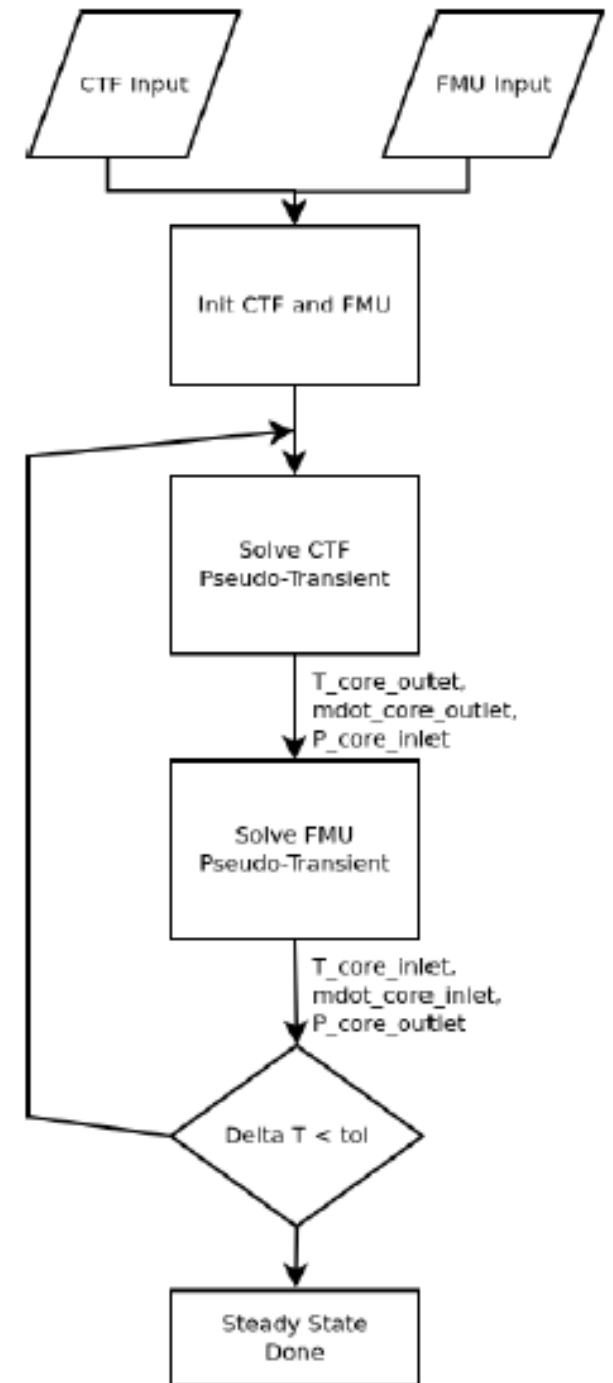 CTF Input
FMU Input
Init CTF and FMU
Solve CTF
Pseudo-Transient
T_core_outlet,
mdot_core_outlet,
P_core_inlet
Solve FMU
Pseudo-Transient
T_core_inlet,
mdot_core_inlet,
P_core_outlet
Delta T < tol
Steady State
Done